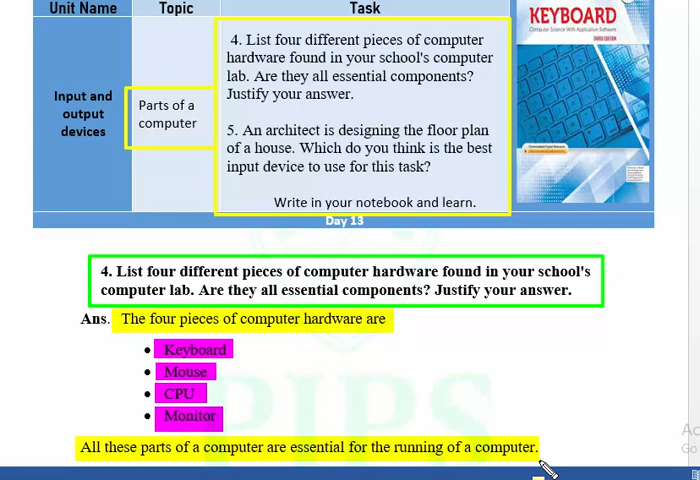 Unit Name
Topic
Task
KEYBOARD
Computer Science With Application Software
THIRD EDITION
Input and
output
devices
Parts of a
computer
4. List four different pieces of computer
hardware found in your school's computer
lab. Are they all essential components?
Justify your answer.
5. An architect is designing the floor plan
of a house. Which do you think is the best
input device to use for this task?
Write in your notebook and learn.
Day 13
4. List four different pieces of computer hardware found in your school's
computer lab. Are they all essential components? Justify your answer.
Ans. The four pieces of computer hardware are
• Keyboard
• Mouse
• CPU
• Monitor
PIPS
All these parts of a computer are essential for the running of a computer.
Go